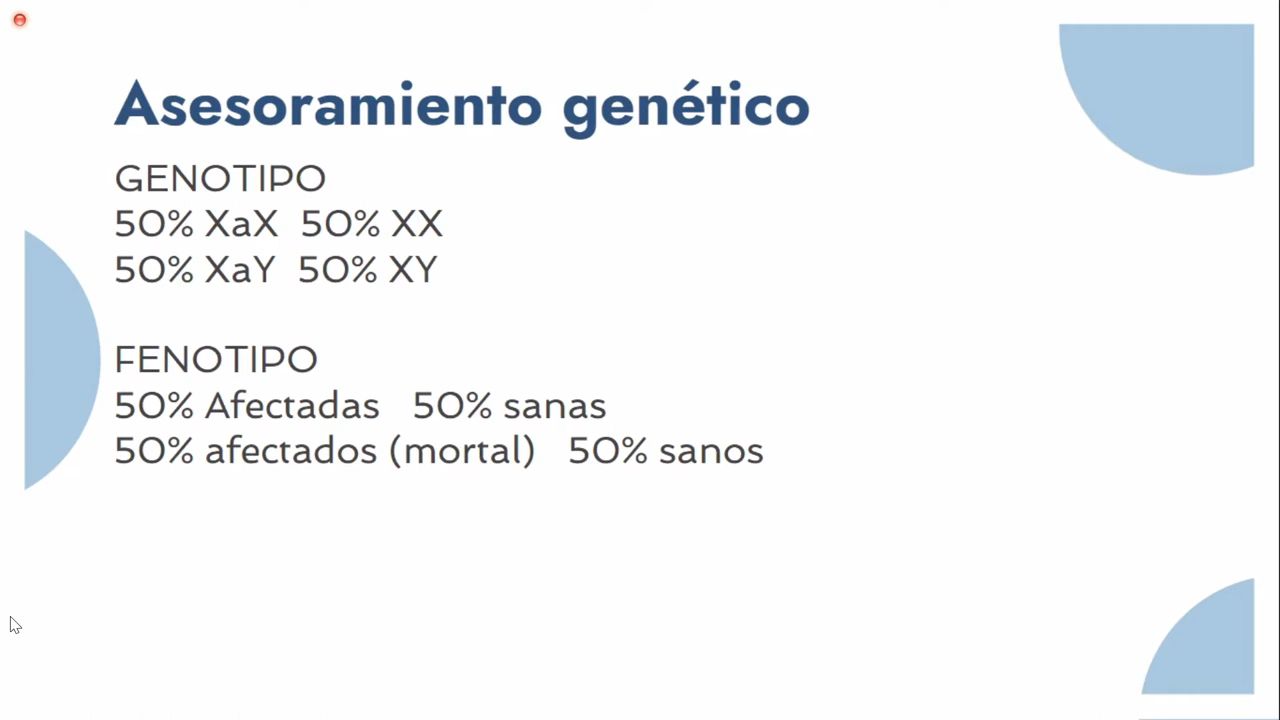 Asesoramiento genético
GENOTIPO
50% XaX 50% XX
50% XaY 50% XY
FENOTIPO
50% Afectadas 50% sanas
50% afectados (mortal) 50% sanos